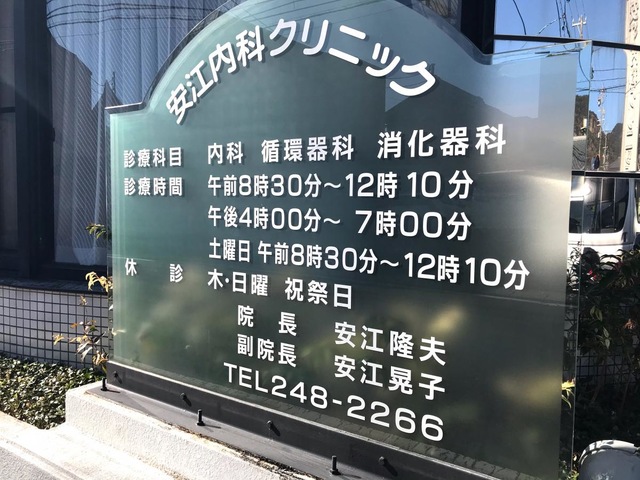 安江内科クリニック
診療科目 内科 循環器科 消化器科
診療時間 午前8時30分～12時10分
午後4時00分～ 7時00分
土曜日 午前8時30分～12時10分
休診 木・日曜 祝祭日
院長 安江隆夫
副院長 安江晃子
TEL248-2266